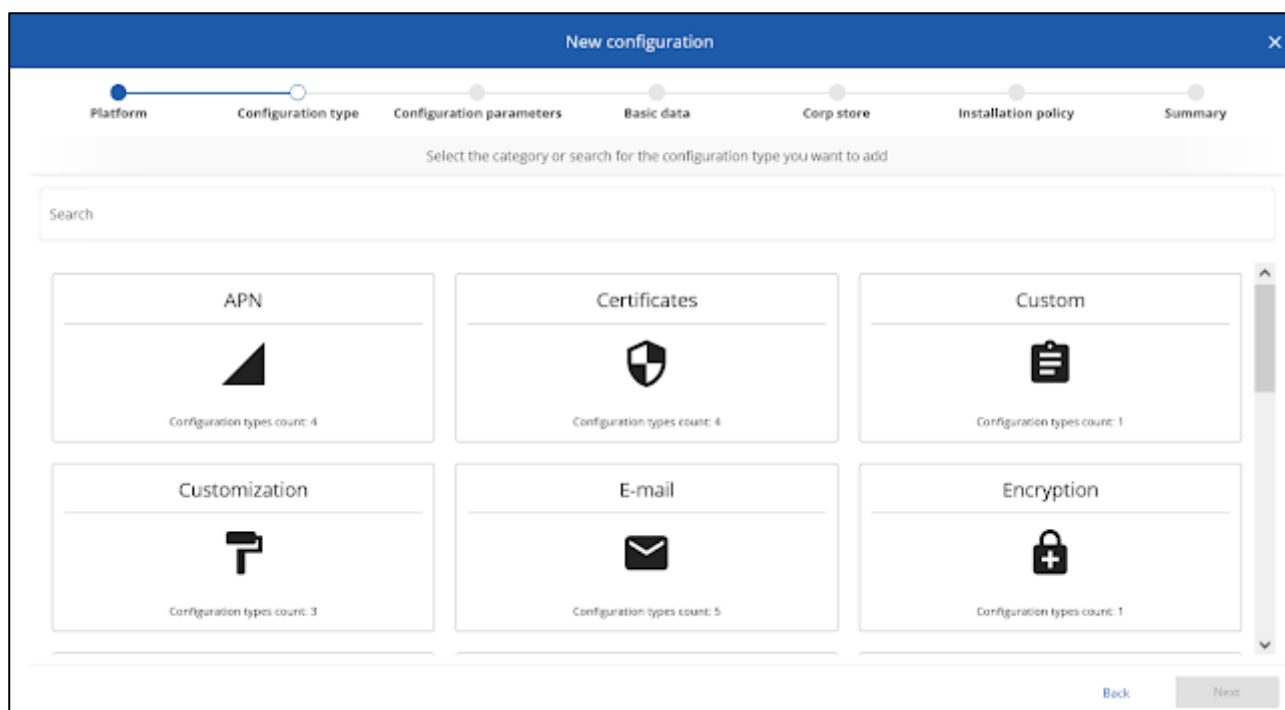 New configuration
Platform Configuration type Configuration parameters Basic data Corp store Installation policy Summary
Select the category or search for the configuration type you want to add
Search
APN Certificates Custom
Configuration types count: 4 Configuration types count: 4 Configuration types count: 1
Customization E-mail Encryption
Configuration types count: 3 Configuration types count: 5 Configuration types count: 1
Back Next